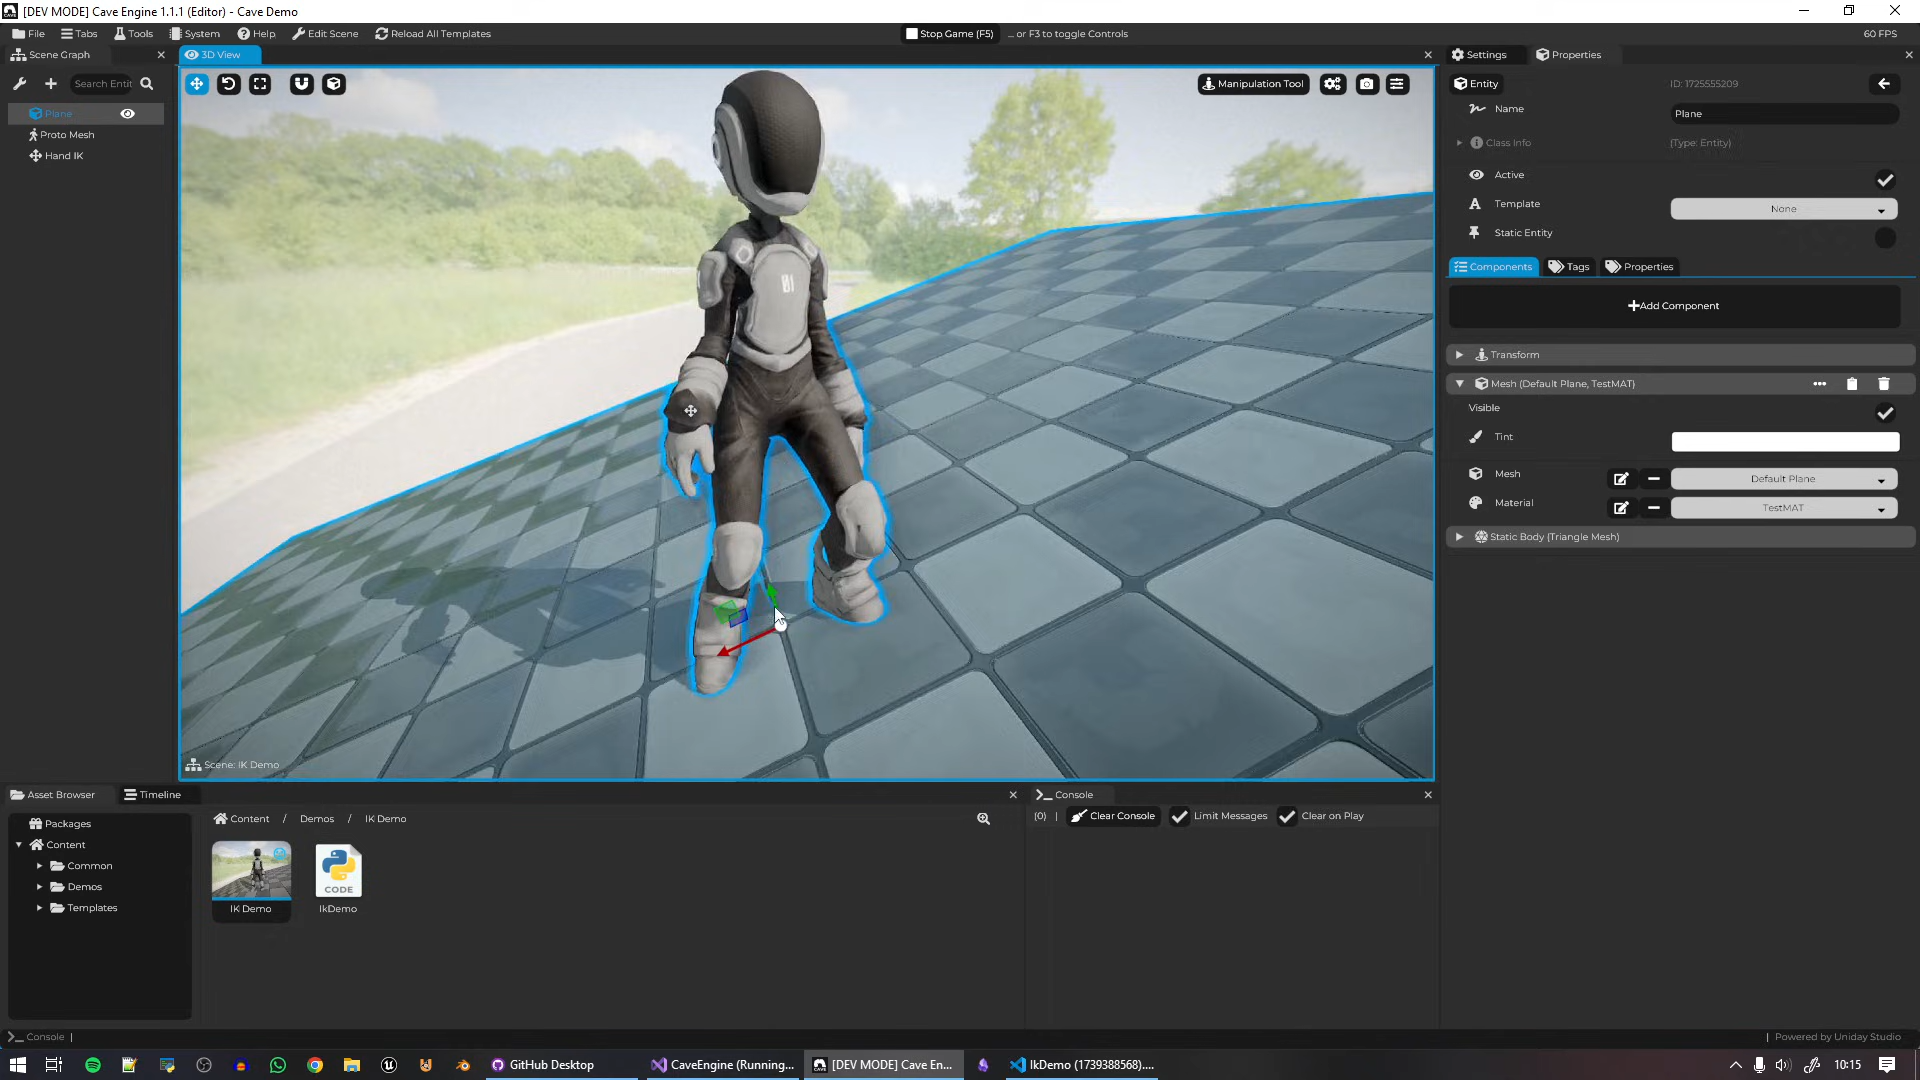 [DEV MODE] Cave Engine 1.1.1 (Editor) - Cave Demo
File Tabs Tools System Help Edit Scene Reload All Templates
Stop Game (F5) ... or F3 to toggle Controls
60 FPS
Scene Graph
3D View
Settings Properties
Search Entit
Manipulation Tool
Entity ID: 1725555209
Plane
Proto Mesh
Hand IK
01
Name Plane
Class Info (Type: Entity)
Active
Template None
Static Entity
Components Tags Properties
Add Component
Transform
Mesh (Default Plane, TestMAT)
Visible
Tint
Mesh Default Plane
Material TestMAT
Static Body (Triangle Mesh)
Scene: IK Demo
Asset Browser Timeline
Console
Packages
Content
Common
Demos
Templates
Content / Demos / IK Demo
CODE
IK Demo
IkDemo
(0) | Clear Console Limit Messages Clear on Play
Console |
| Powered by Uniday Studio
GitHub Desktop
CaveEngine (Running...
[DEV MODE] Cave En...
IkDemo (1739388568)....
10:15